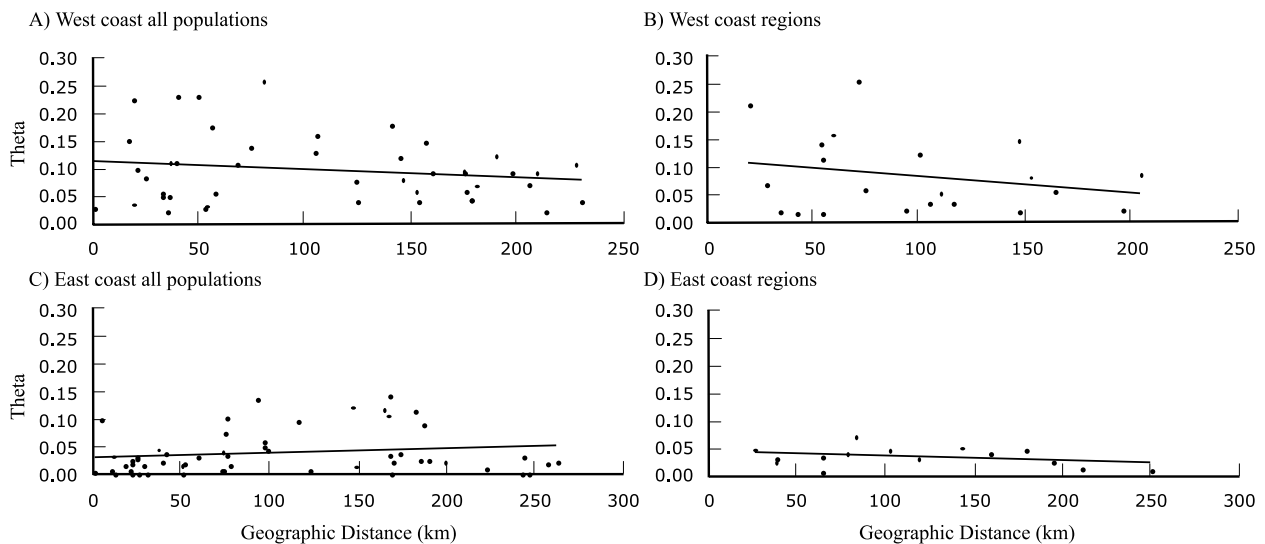 A) West coast all populations
B) West coast regions
Theta
0.30
0.25
0.20
0.15
0.10
0.05
0.00
0 50 100 150 200 250
0.30
0.25
0.20
0.15
0.10
0.05
0.00
0 50 100 150 200 250
C) East coast all populations
D) East coast regions
Theta
0.30
0.25
0.20
0.15
0.10
0.05
0.00
0 50 100 150 200 250 300
0.30
0.25
0.20
0.15
0.10
0.05
0.00
0 50 100 150 200 250 300
Geographic Distance (km)
Geographic Distance (km)